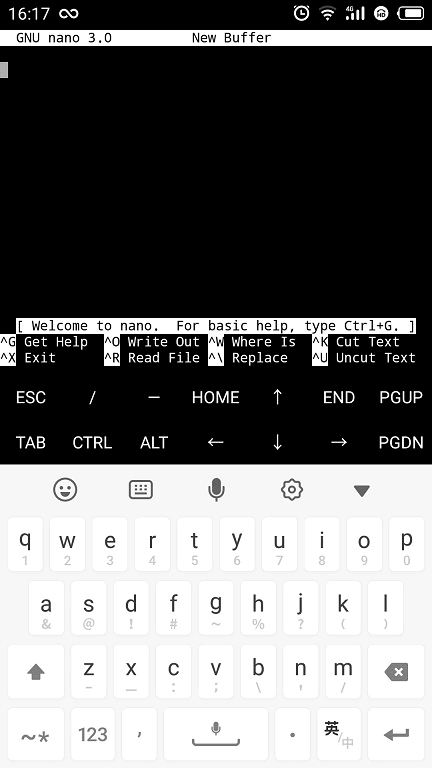 16:17 4G HD
GNU nano 3.0 New Buffer
[ Welcome to nano.  For basic help, type Ctrl+G. ]
^G Get Help ^O Write Out ^W Where Is ^K Cut Text
^X Exit ^R Read File ^\ Replace ^U Uncut Text
ESC / — HOME ↑ END PGUP
TAB CTRL ALT ← ↓ → PGDN
q w e r t y u i o p
1 2 3 4 5 6 7 8 9 0
a s d f g h j k l
& @ ! # ~ % ? ( )
z x c v b n m
- — : ; \ ' /
~* 123 , . 英/中